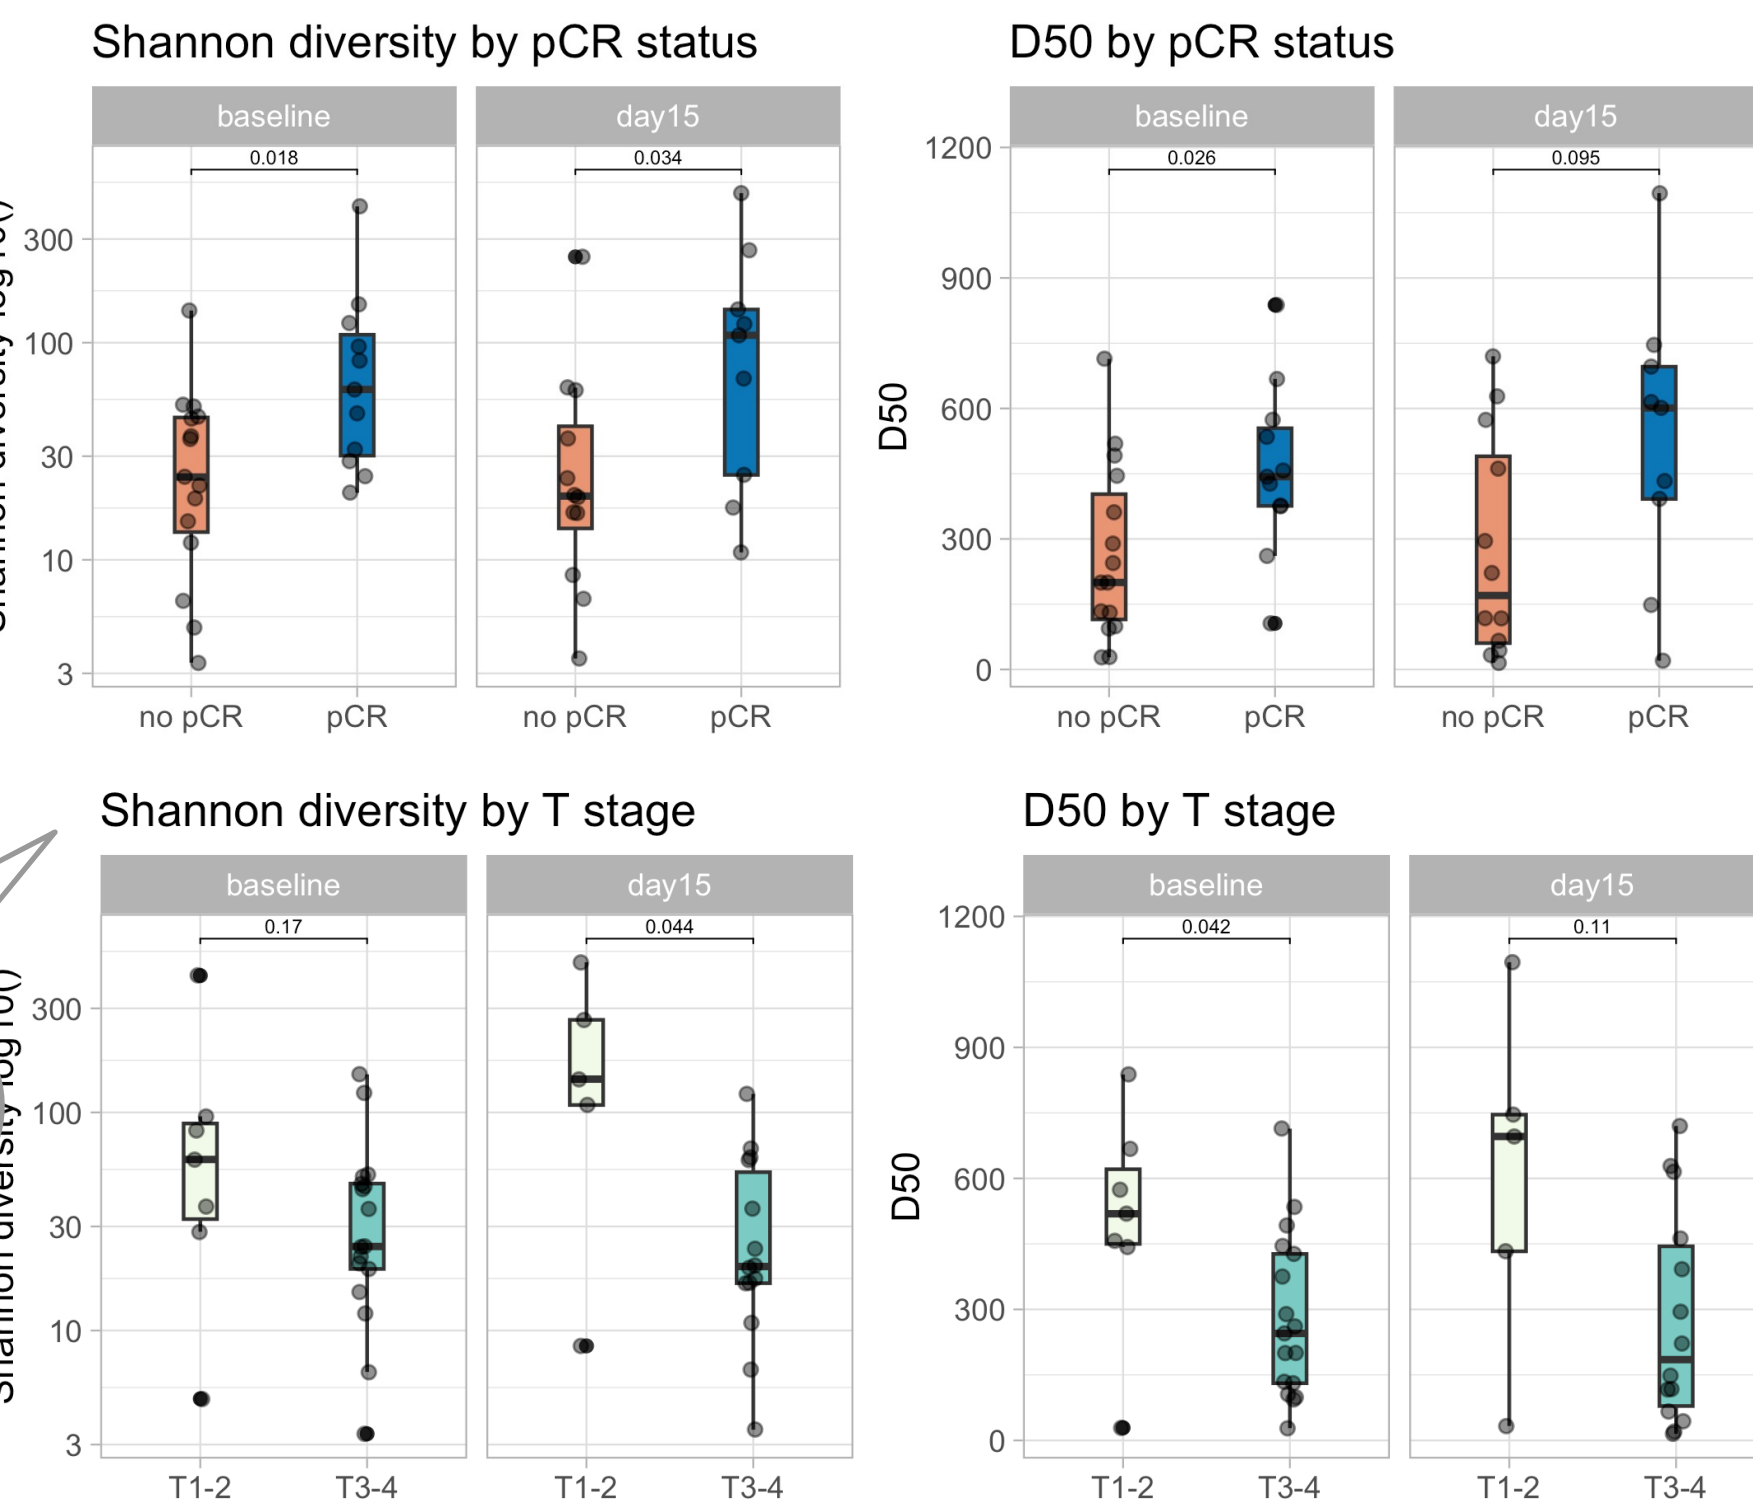 Shannon diversity by pCR status
baseline
day15
0.018
0.034
300
100
30
10
3
no pCR
pCR
no pCR
pCR
D50 by pCR status
baseline
day15
0.026
0.095
D50
1200
900
600
300
0
no pCR
pCR
no pCR
pCR
Shannon diversity by T stage
baseline
day15
0.17
0.044
Shannon diversity log10()
300
100
30
10
3
T1-2
T3-4
T1-2
T3-4
D50 by T stage
baseline
day15
0.042
0.11
D50
1200
900
600
300
0
T1-2
T3-4
T1-2
T3-4